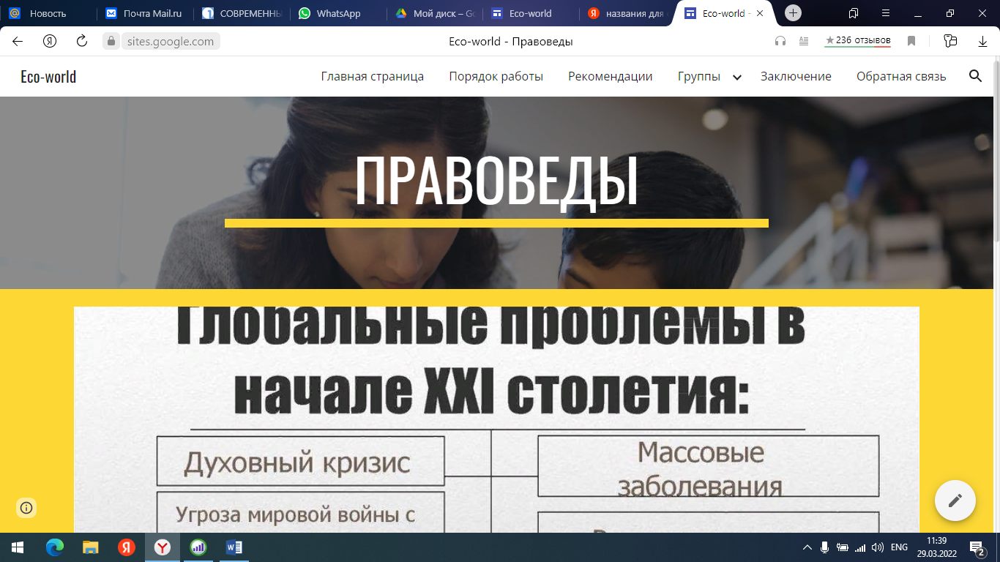 Новость
Почта Mail.ru
СОВРЕМЕННЫ
WhatsApp
Мой диск – Go
Eco-world
названия для
Eco-world -
sites.google.com
Eco-world - Правоведы
236 отзывов
Eco-world
Главная страница
Порядок работы
Рекомендации
Группы
Заключение
Обратная связь
ПРАВОВЕДЫ
Глобальные проблемы в
начале XXI столетия:
Духовный кризис
Массовые
заболевания
Угроза мировой войны с
ENG
11:39
29.03.2022
2